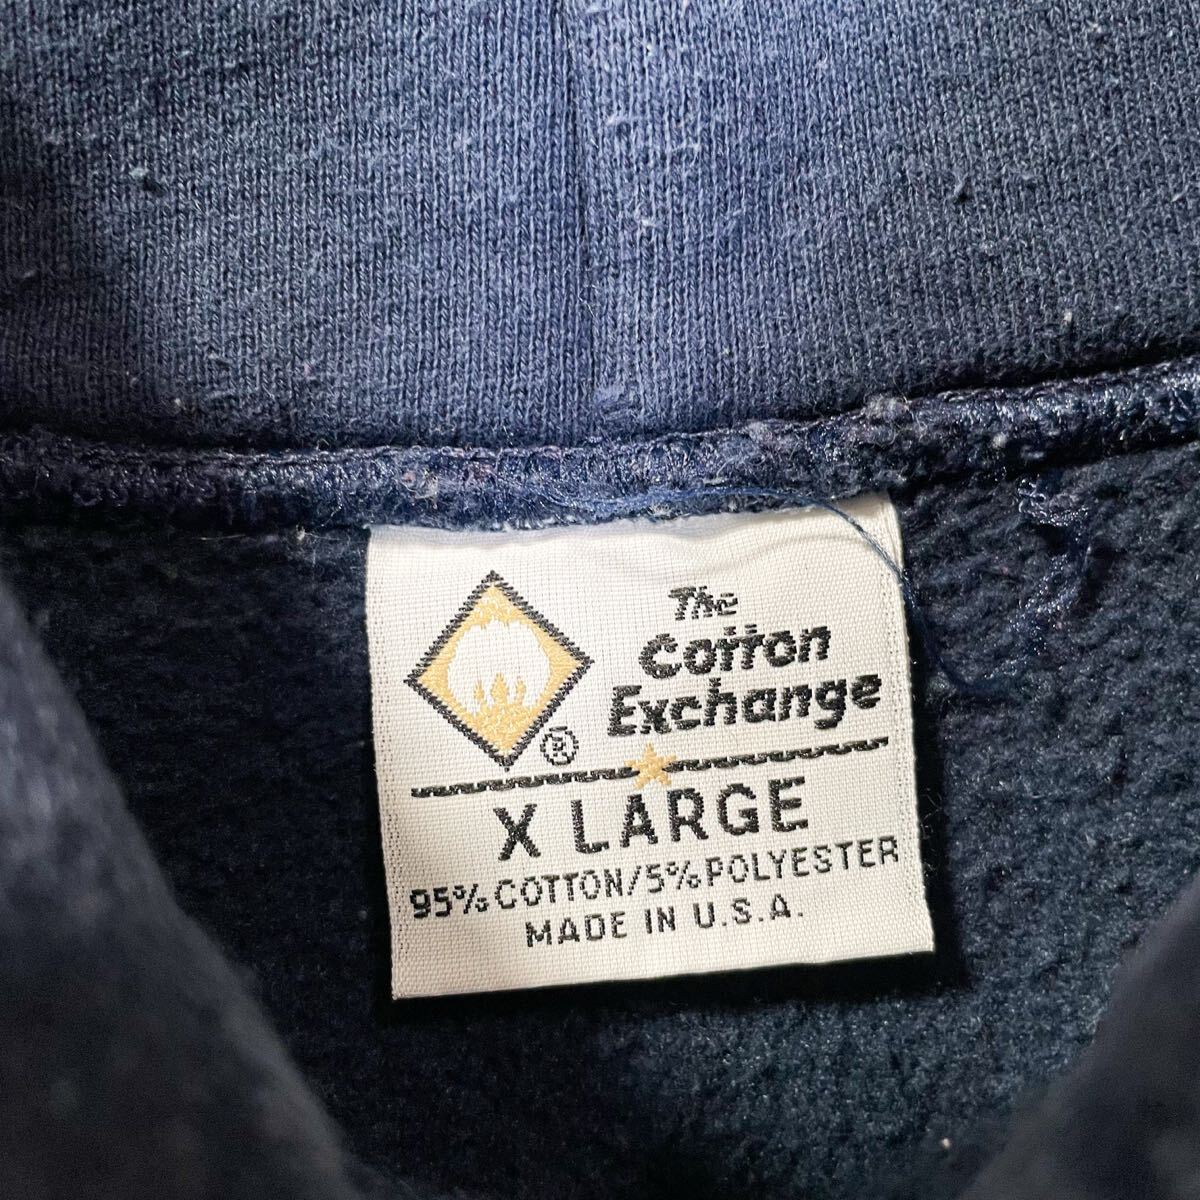 The
Cotton
Exchange
®
X LARGE
95% COTTON/5% POLYESTER
MADE IN U.S.A.